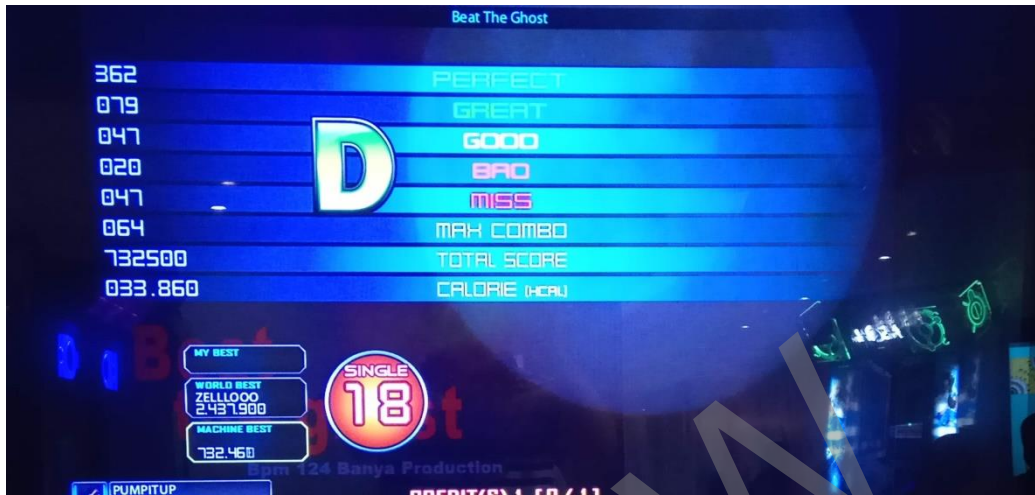 Beat The Ghost
362 PERFECT
079 GREAT
047 GOOD
020 BAD
047 MISS
D
064 MAX COMBO
732500 TOTAL SCORE
033.860 CALORIE (KCAL)
MY BEST
WORLD BEST
ZELLLOOO
2.437.900
MACHINE BEST
732.460
SINGLE
18
Bpm 124 Banya Production
PUMPITUP
CREDIT(S)